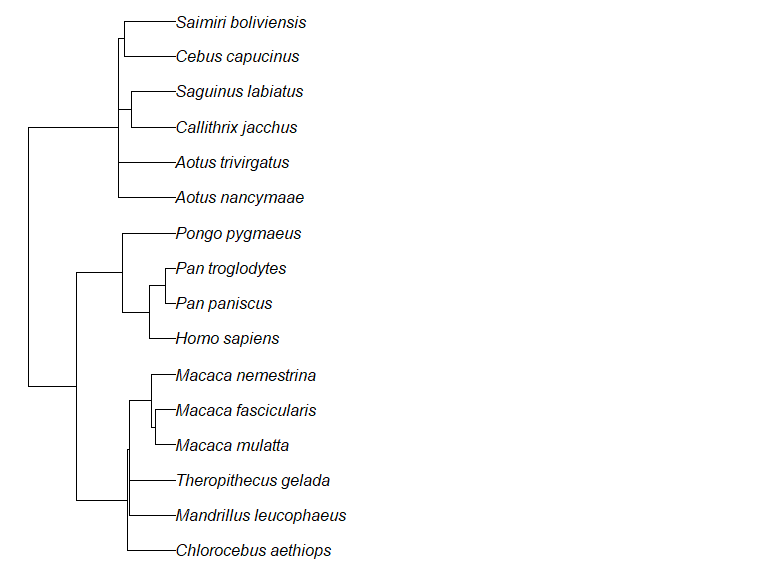 Saimiri boliviensis
Cebus capucinus
Saguinus labiatus
Callithrix jacchus
Aotus trivirgatus
Aotus nancymaae
Pongo pygmaeus
Pan troglodytes
Pan paniscus
Homo sapiens
Macaca nemestrina
Macaca fascicularis
Macaca mulatta
Theropithecus gelada
Mandrillus leucophaeus
Chlorocebus aethiops